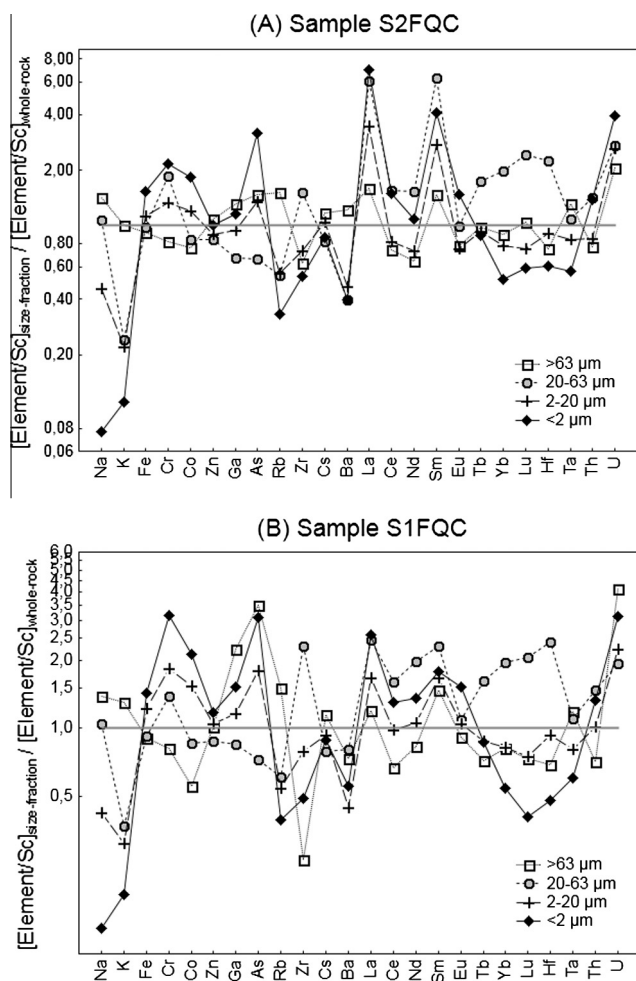 (A) Sample S2FQC
[Element/Sc]size-fraction / [Element/Sc]whole-rock
8,00
6,00
4,00
2,00
0,80
0,60
0,40
0,20
0,08
0,06
>63 µm
20-63 µm
2-20 µm
<2 µm
Na K Fe Cr Co Zn Ga As Rb Zr Cs Ba La Ce Nd Sm Eu Tb Yb Lu Hf Ta Th U
(B) Sample S1FQC
[Element/Sc]size-fraction / [Element/Sc]whole-rock
6,0
5,5
5,0
4,5
4,0
3,5
3,0
2,5
2,0
1,5
1,0
0,5
>63 µm
20-63 µm
2-20 µm
<2 µm
Na K Fe Cr Co Zn Ga As Rb Zr Cs Ba La Ce Nd Sm Eu Tb Yb Lu Hf Ta Th U